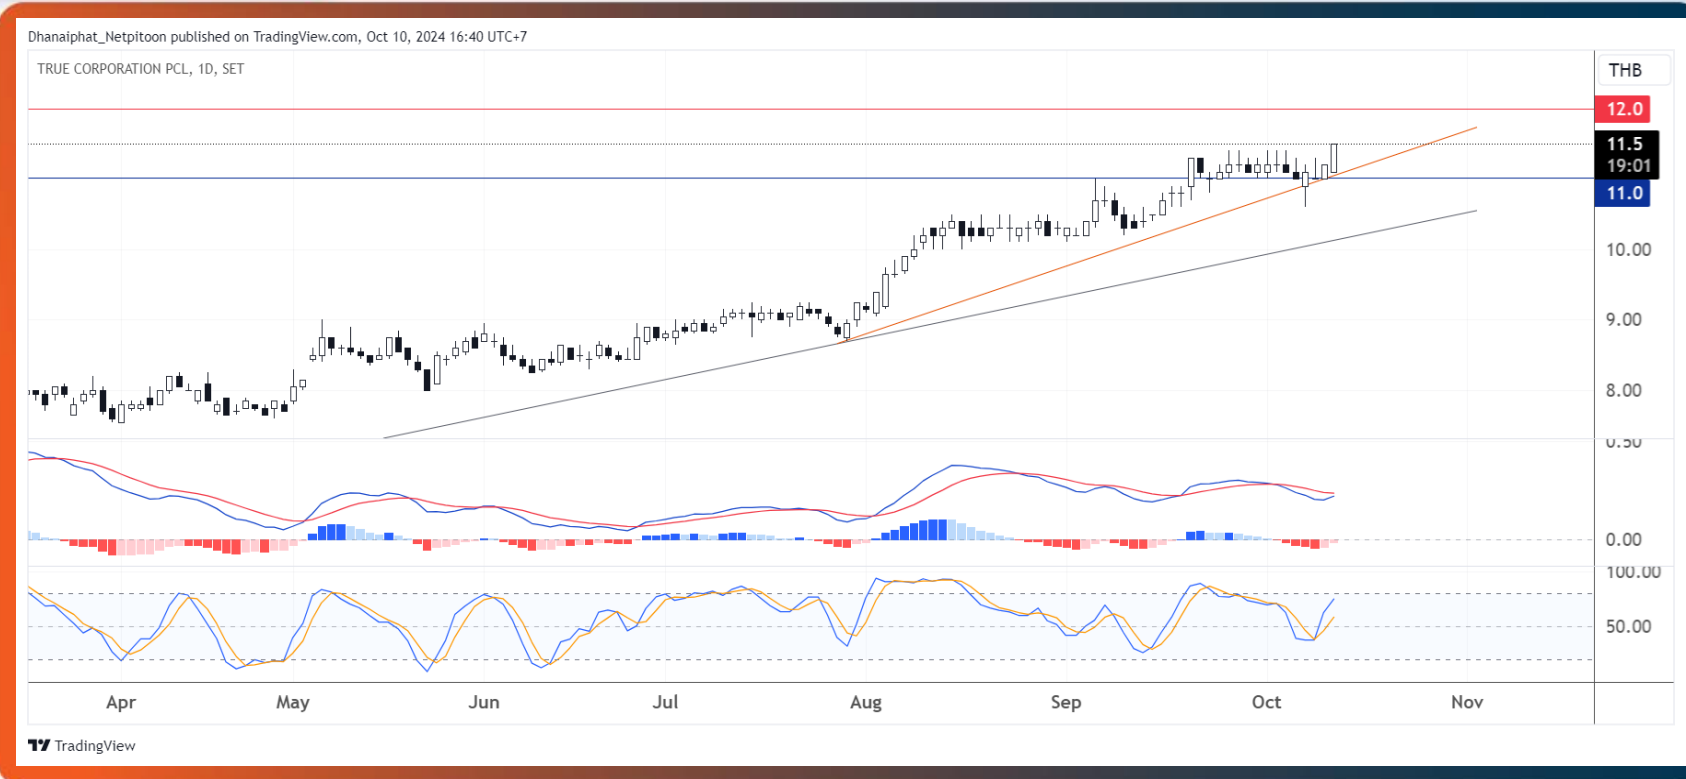 Dhanaiphat_Netpitoon published on TradingView.com, Oct 10, 2024 16:40 UTC+7
TRUE CORPORATION PCL, 1D, SET
THB
12.0
11.5
19:01
11.0
10.00
9.00
8.00
0.50
0.00
100.00
50.00
Apr May Jun Jul Aug Sep Oct Nov
TradingView